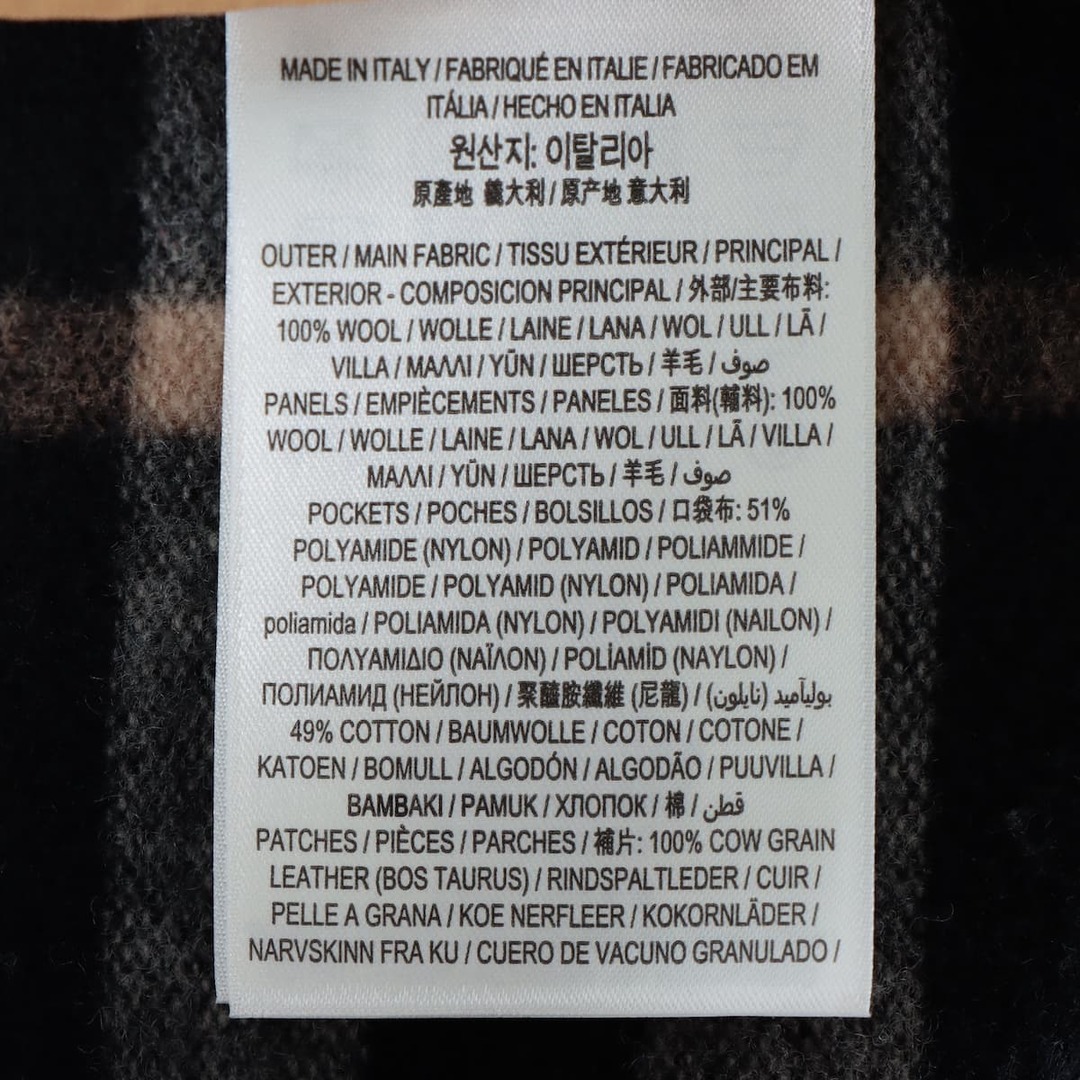 MADE IN ITALY / FABRIQUÉ EN ITALIE / FABRICADO EM
ITÁLIA / HECHO EN ITALIA
원산지: 이탈리아
原產地 義大利 / 原产地 意大利
OUTER / MAIN FABRIC / TISSU EXTÉRIEUR / PRINCIPAL /
EXTERIOR - COMPOSICION PRINCIPAL / 外部/主要布料:
100% WOOL / WOLLE / LAINE / LANA / WOL / ULL / LÃ /
VILLA / ΜΑΛΛΙ / YÜN / ШЕРСТЬ / 羊毛 / صوف
PANELS / EMPIÈCEMENTS / PANELES / 面料(輔料): 100%
WOOL / WOLLE / LAINE / LANA / WOL / ULL / LÃ / VILLA /
ΜΑΛΛΙ / YÜN / ШЕРСТЬ / 羊毛 / صوف
POCKETS / POCHES / BOLSILLOS / 口袋布: 51%
POLYAMIDE (NYLON) / POLYAMID / POLIAMMIDE /
POLYAMIDE / POLYAMID (NYLON) / POLIAMIDA /
poliamida / POLIAMIDA (NYLON) / POLYAMIDI (NAILON) /
ΠΟΛΥΑΜΙΔΙΟ (ΝΑΪΛΟΝ) / POLİAMİD (NAYLON) /
ПОЛИАМИД (НЕЙЛОН) / 聚醯胺纖維 (尼龍) / بوليآميد (نايلون)
49% COTTON / BAUMWOLLE / COTON / COTONE /
KATOEN / BOMULL / ALGODÓN / ALGODÃO / PUUVILLA /
BAMBAKI / PAMUK / ХЛОПОК / 棉 / قطن
PATCHES / PIÈCES / PARCHES / 補片: 100% COW GRAIN
LEATHER (BOS TAURUS) / RINDSPALTLEDER / CUIR /
PELLE A GRANA / KOE NERFLEER / KOKORNLÄDER /
NARVSKINN FRA KU / CUERO DE VACUNO GRANULADO /